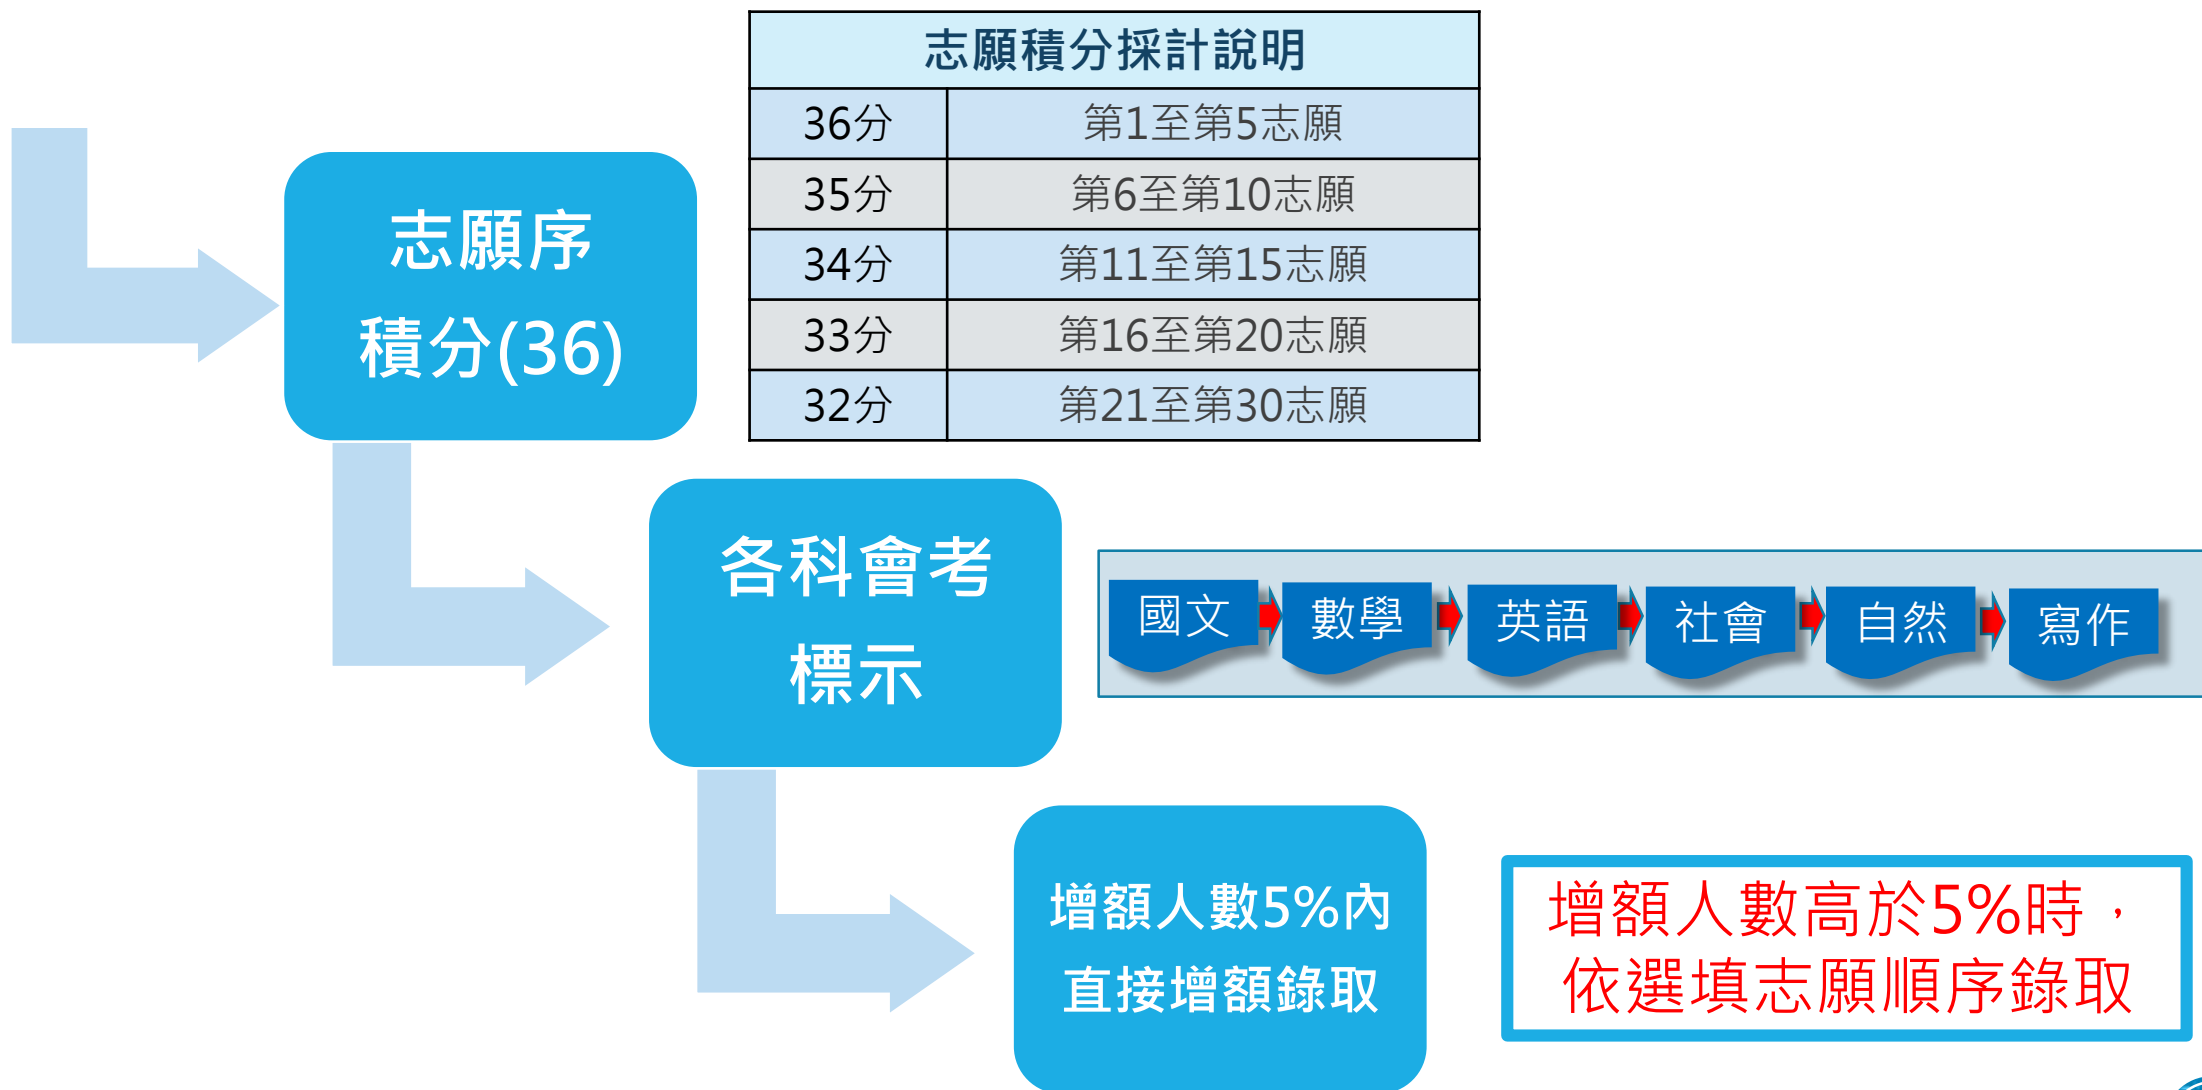 志願積分採計說明
36分 第1至第5志願
35分 第6至第10志願
34分 第11至第15志願
33分 第16至第20志願
32分 第21至第30志願
志願序
積分(36)
各科會考
標示
國文 數學 英語 社會 自然 寫作
增額人數5%內
直接增額錄取
增額人數高於5%時，
依選填志願順序錄取